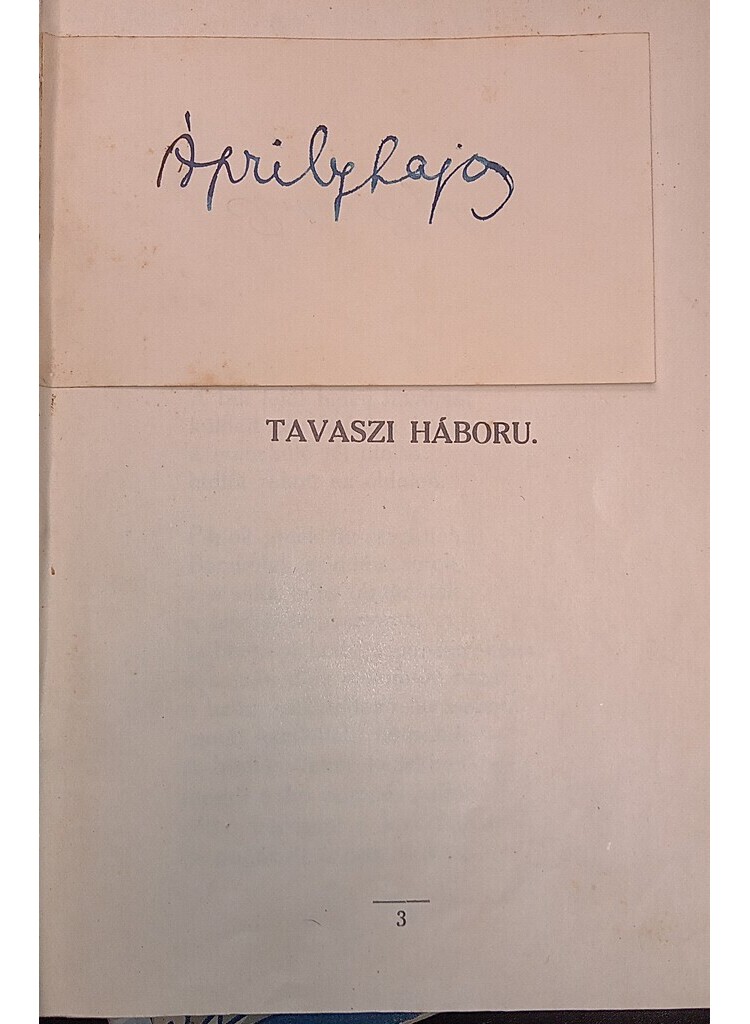 Áprily Lajos
TAVASZI HÁBORU.
3